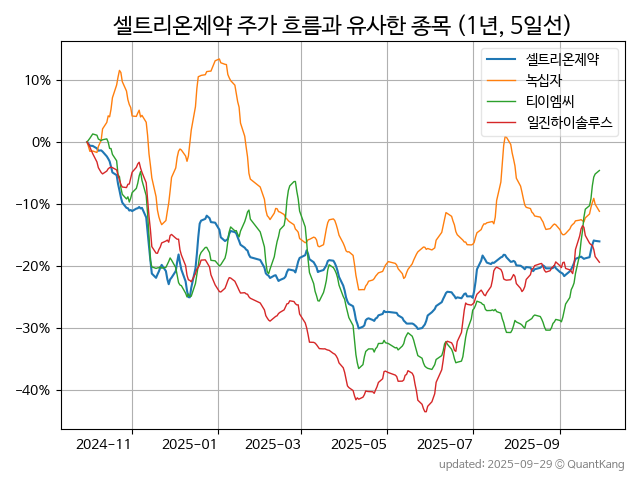 셀트리온제약 주가 흐름과 유사한 종목 (1년, 5일선)
셀트리온제약
녹십자
티이엠씨
일진하이솔루스
10%
0%
−10%
−20%
−30%
−40%
2024-11
2025-01
2025-03
2025-05
2025-07
2025-09
updated: 2025-09-29 © QuantKang